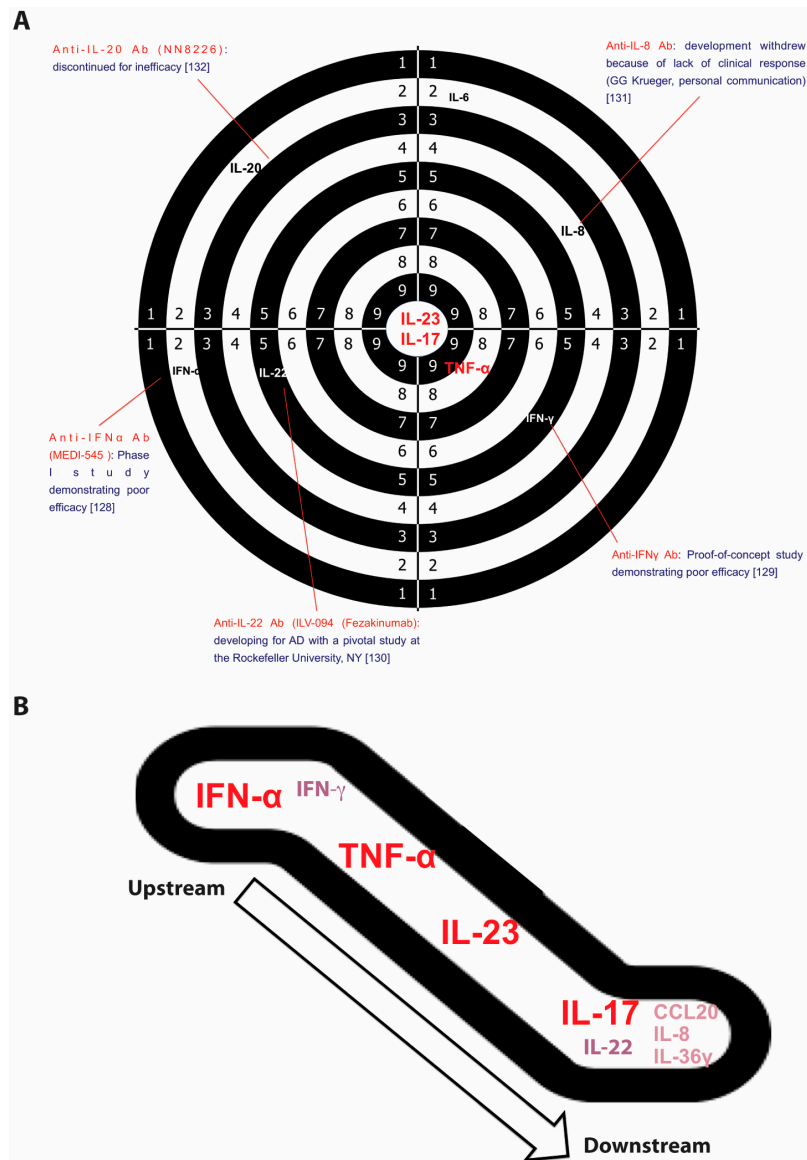 A
Anti-IL-20 Ab (NN8226):
discontinued for inefficacy [132)
Anti-IL-8 Ab: development withdrew
because of lack of clinical response
(GG Krueger, personal communication)
[131]
1 1
2 2
IL-6
3 3
4 4
IL-20
5 5
6 6
7 7
IL-8
8 8
9 9
1 2 3 4 5 6 7 8 9 IL-23 9 8 7 6 5 4 3 2 1
1 2 3 4 5 6 7 8 9 IL-17 9 8 7 6 5 4 3 2 1
9 9
TNF-α
IFN-α
IL-22
8 8
7 7
IFN-γ
6 6
5 5
4 4
3 3
2 2
1 1
Anti-IFNα Ab
(MEDI-545 ): Phase
I study
demonstrating poor
efficacy [128]
Anti-IFNγ Ab: Proof-of-concept study
demonstrating poor efficacy [129]
Anti-IL-22 Ab (ILV-094 (Fezakinumab):
developing for AD with a pivotal study at
the Rockefeller University, NY [130]
B
IFN-α IFN-γ
TNF-α
Upstream
IL-23
IL-17
IL-22
CCL20
IL-8
IL-36γ
Downstream